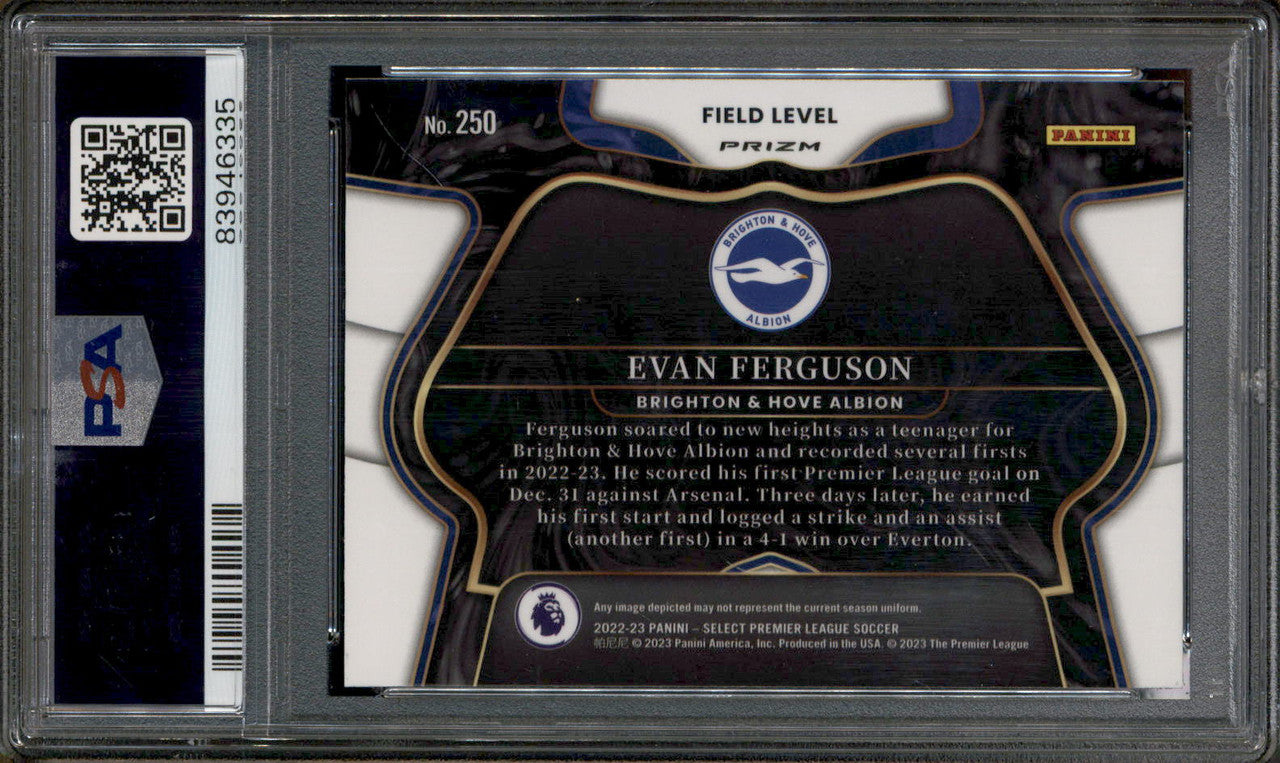 83946335
PSA
No. 250
FIELD LEVEL
PRIZM
PANINI
BRIGHTON & HOVE
ALBION
EVAN FERGUSON
BRIGHTON & HOVE ALBION
Ferguson soared to new heights as a teenager for
Brighton & Hove Albion and recorded several firsts
in 2022-23. He scored his first Premier League goal on
Dec. 31 against Arsenal. Three days later, he earned
his first start and logged a strike and an assist
(another first) in a 4-1 win over Everton.
Any image depicted may not represent the current season uniform.
2022-23 PANINI – SELECT PREMIER LEAGUE SOCCER
帕尼尼 © 2023 Panini America, Inc. Produced in the USA. © 2023 The Premier League